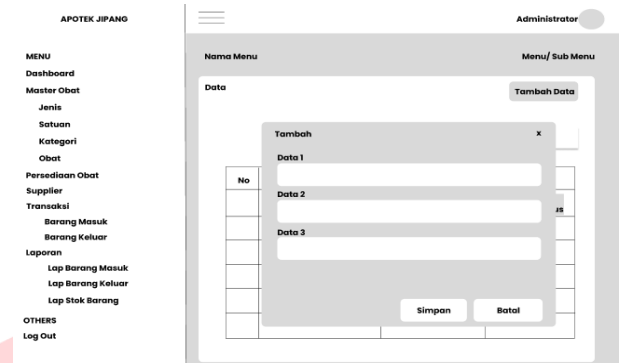 APOTEK JIPANG
Administrator
MENU
Dashboard
Master Obat
Jenis
Satuan
Kategori
Obat
Persediaan Obat
Supplier
Transaksi
Barang Masuk
Barang Keluar
Laporan
Lap Barang Masuk
Lap Barang Keluar
Lap Stok Barang
OTHERS
Log Out
Nama Menu
Menu/ Sub Menu
Data
Tambah Data
No
Tambah
x
Data 1
Data 2
Data 3
Simpan
Batal